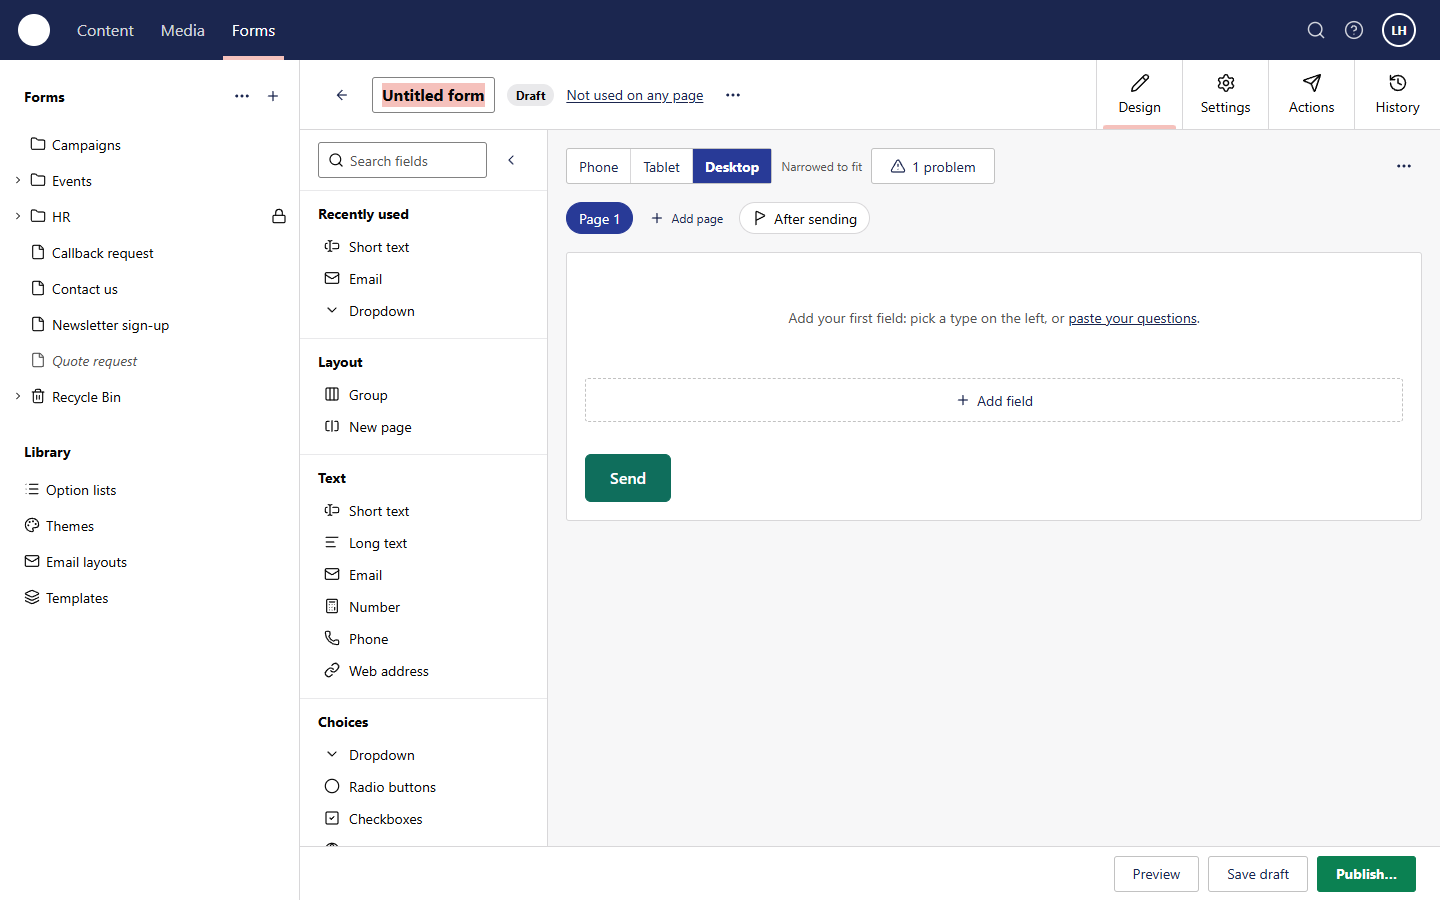 Content Media Forms LH
Forms
Campaigns
Events
HR
Callback request
Contact us
Newsletter sign-up
Quote request
Recycle Bin
Library
Option lists
Themes
Email layouts
Templates
Untitled form Draft Not used on any page
Design Settings Actions History
Search fields
Recently used
Short text
Email
Dropdown
Layout
Group
New page
Text
Short text
Long text
Email
Number
Phone
Web address
Choices
Dropdown
Radio buttons
Checkboxes
Phone Tablet Desktop Narrowed to fit 1 problem
Page 1 Add page After sending
Add your first field: pick a type on the left, or paste your questions.
Add field
Send
Preview Save draft Publish...